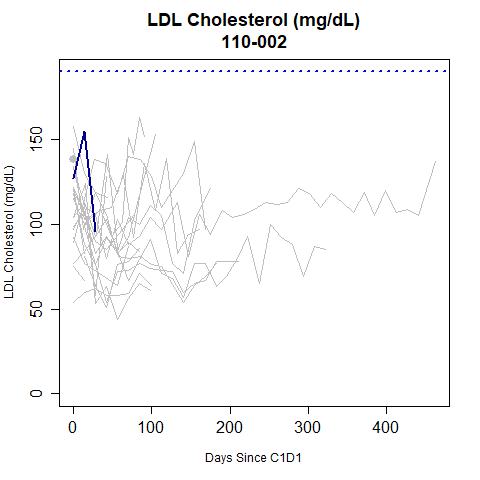 LDL Cholesterol (mg/dL)
110-002
LDL Cholesterol (mg/dL)
150
100
50
0
0 100 200 300 400
Days Since C1D1